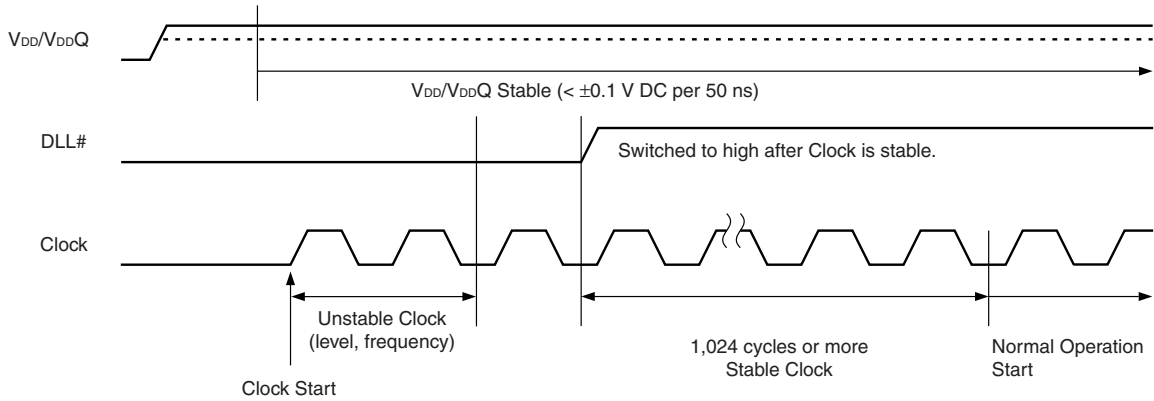 VDD/VDDQ
VDD/VDDQ Stable (< ±0.1 V DC per 50 ns)
DLL#
Switched to high after Clock is stable.
Clock
Unstable Clock
(level, frequency)
1,024 cycles or more
Stable Clock
Normal Operation
Start
Clock Start